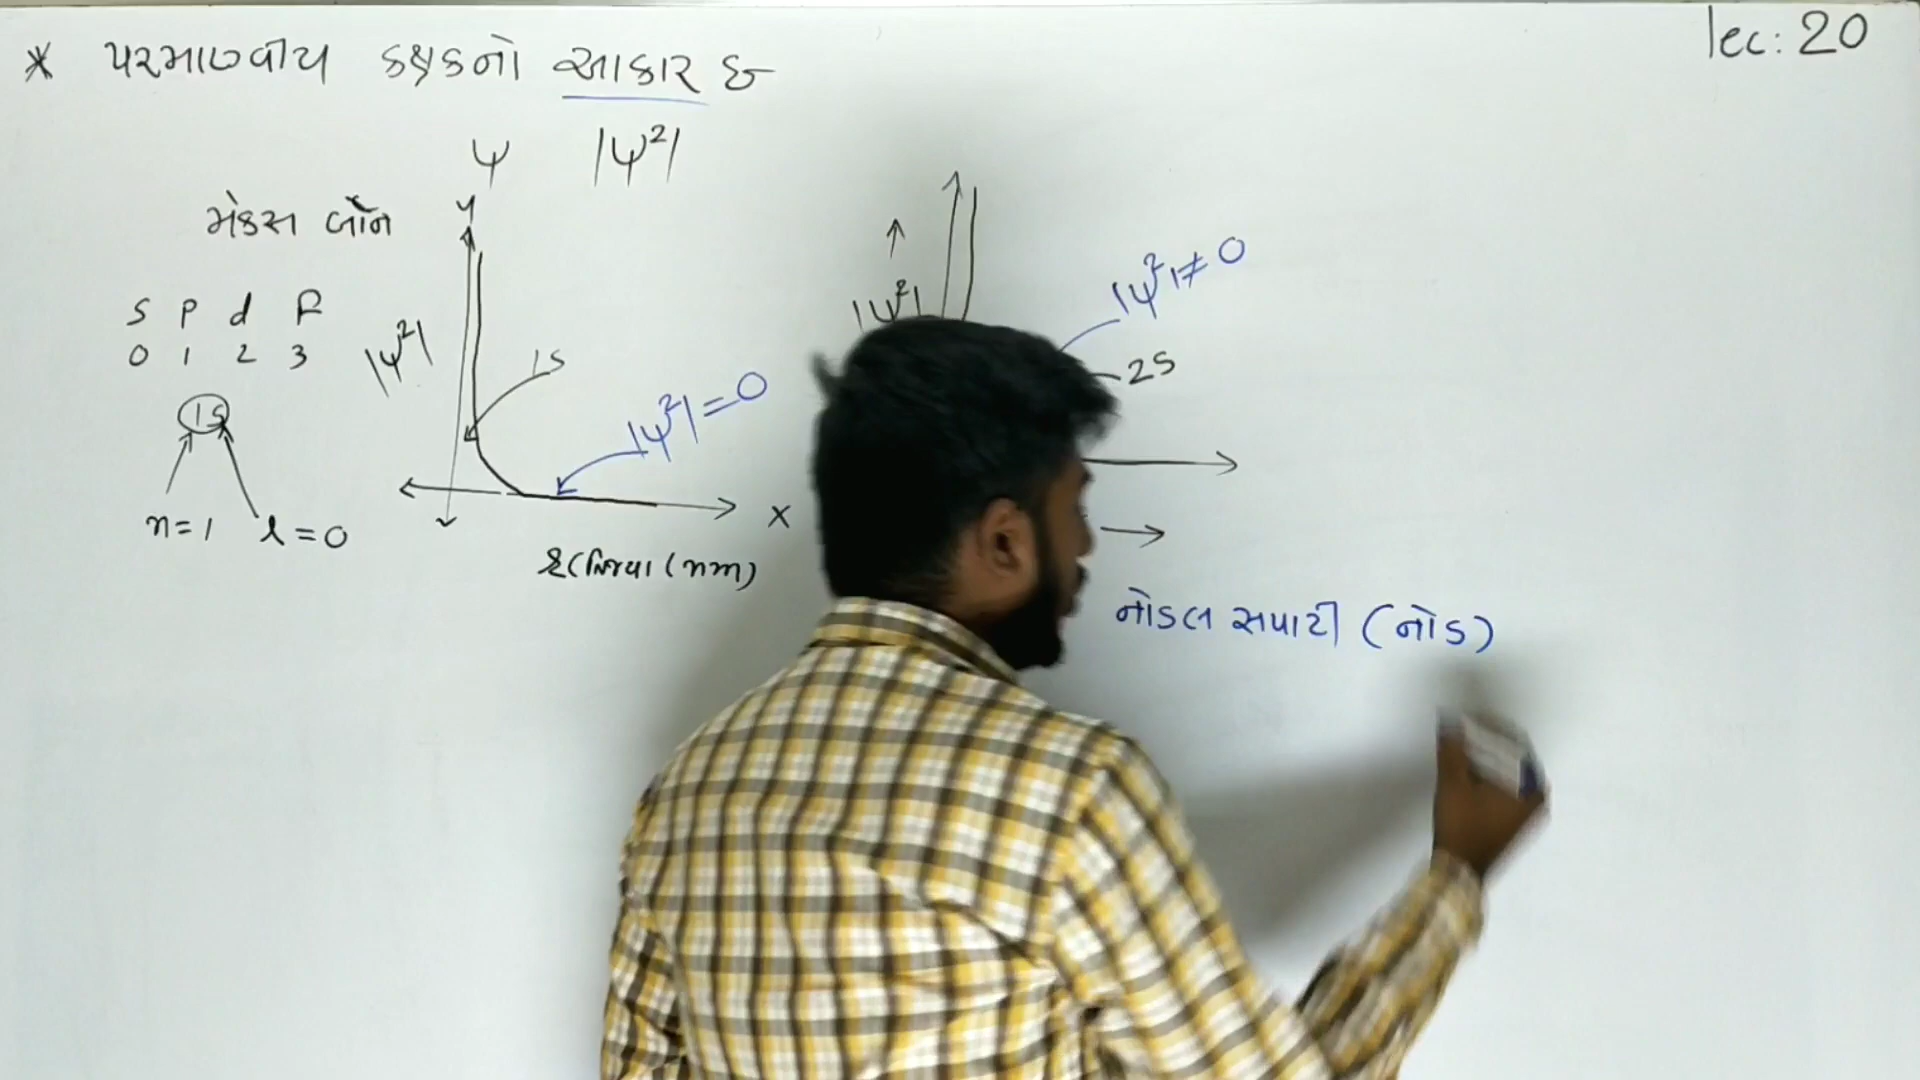 lec: 20
* પરમાણ્વીય કક્ષકનો આકાર ઃ-
ψ |ψ²|
મેક્સ બૉર્ન
s p d F
0 1 2 3
1s
n=1 l=0
y
|ψ²|
1s
|ψ²|=0
x
ત્રિજ્યા (nm)
|ψ²|
|ψ²|≠0
2s
નોડલ સપાટી (નોડ)